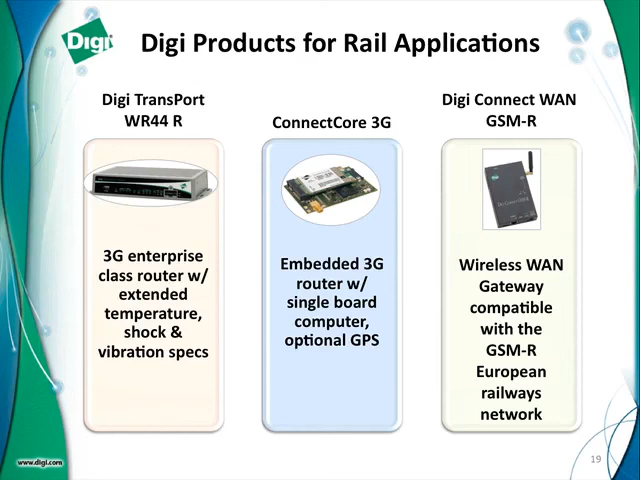 Digi
Digi Products for Rail Applications
Digi TransPort
WR44 R
3G enterprise
class router w/
extended
temperature,
shock &
vibration specs
ConnectCore 3G
Embedded 3G
router w/
single board
computer,
optional GPS
Digi Connect WAN
GSM-R
Wireless WAN
Gateway
compatible
with the
GSM-R
European
railways
network
www.digi.com
19